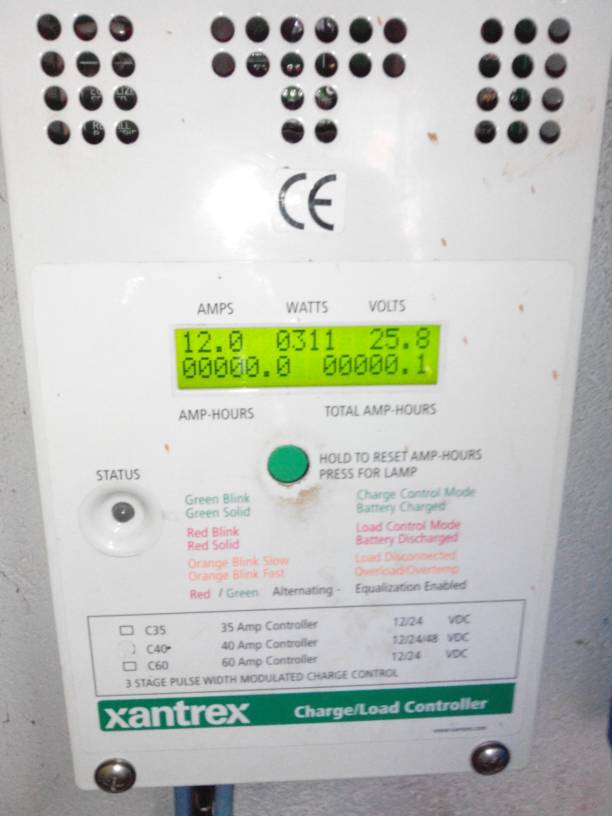 CE
AMPS WATTS VOLTS
12.0 0311 25.8
00000.0 00000.1
AMP-HOURS TOTAL AMP-HOURS
HOLD TO RESET AMP-HOURS
PRESS FOR LAMP
STATUS
Green Blink Charge Control Mode
Green Solid Battery Charged
Red Blink Load Control Mode
Red Solid Battery Discharged
Orange Blink Slow Load Disconnected
Orange Blink Fast Overload/Overtemp
Red / Green Alternating - Equalization Enabled
C35 35 Amp Controller 12/24 VDC
C40 40 Amp Controller 12/24/48 VDC
C60 60 Amp Controller 12/24 VDC
3 STAGE PULSE WIDTH MODULATED CHARGE CONTROL
xantrex Charge/Load Controller
www.xantrex.com